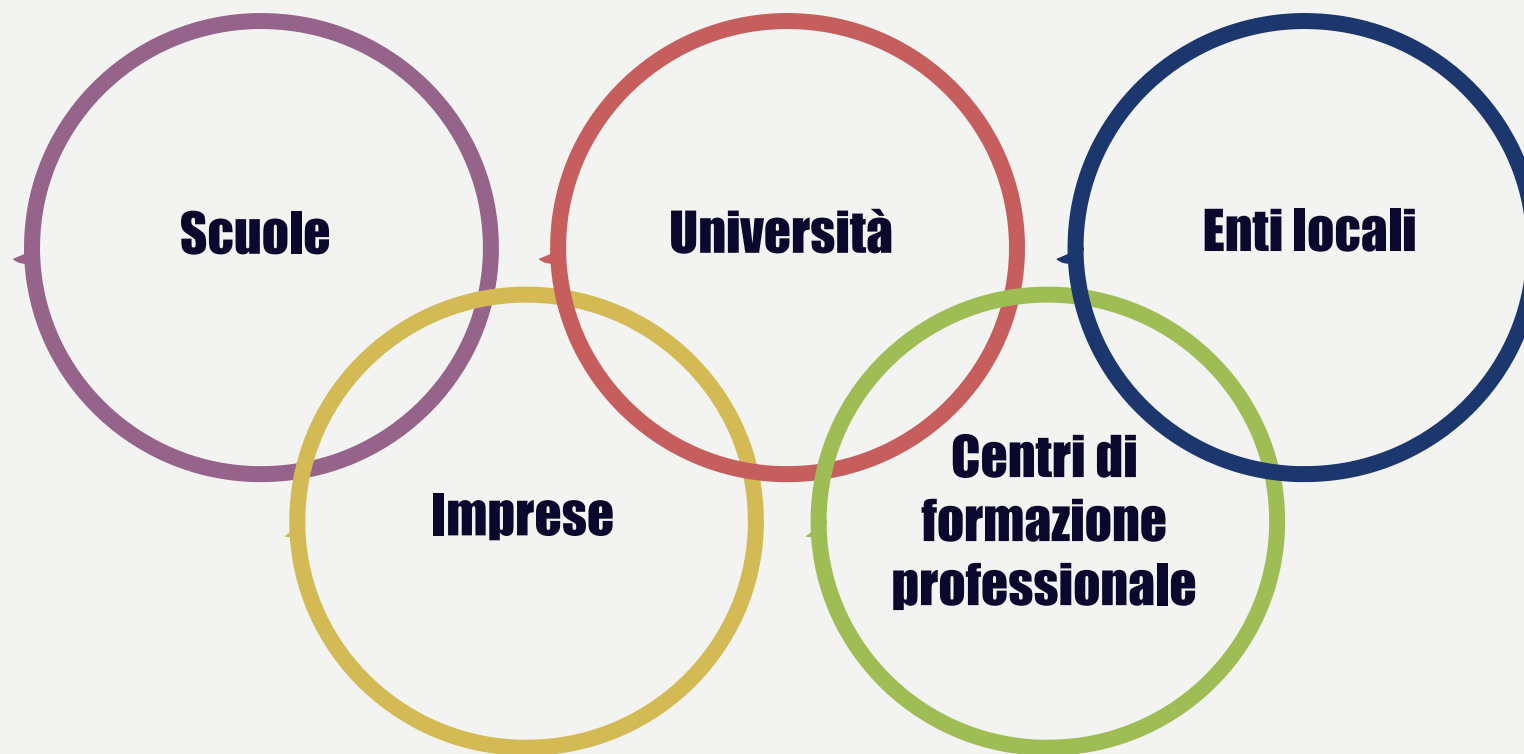 Scuole
Università
Enti locali
Imprese
Centri di
formazione
professionale